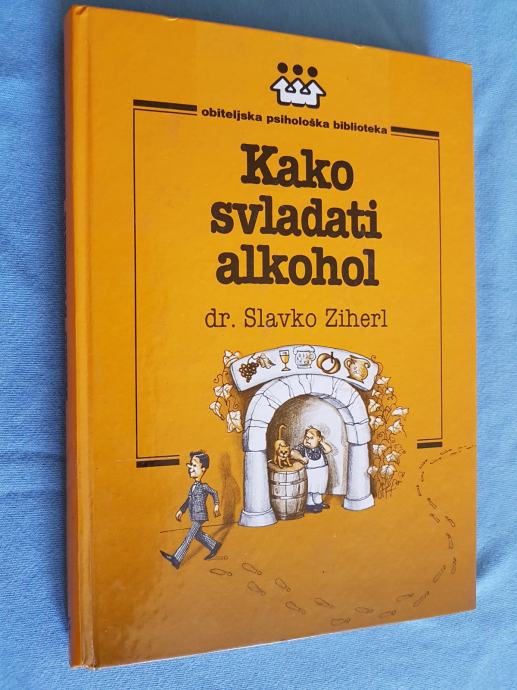 obiteljska psihološka biblioteka
Kako
svladati
alkohol
dr. Slavko Ziherl